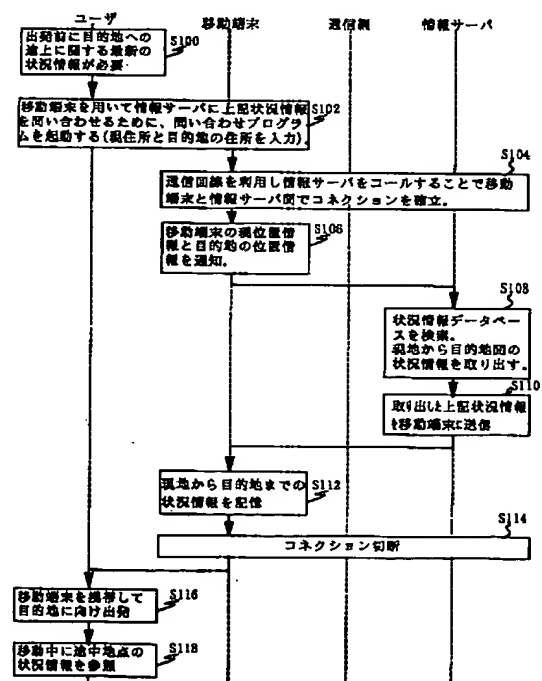 ユーザ
移動端末
通信網
情報サーバ
出発前に目的地への
途上に関する最新の
状況情報が必要
S100
移動端末を用いて情報サーバに上記状況情報
を問い合わせるために、問い合わせプログラ
ムを起動する(現住所と目的地の住所を入力)。
S102
S104
通信回線を利用し情報サーバをコールすることで移動
端末と情報サーバ間でコネクションを確立。
S106
移動端末の現位置情
報と目的地の位置情
報を通知。
S108
状況情報データベー
スを検索。
現地から目的地間の
状況情報を取り出す。
S110
取り出した上記状況情報
を移動端末に送信
現地から目的地までの
状況情報を記憶
S112
S114
コネクション切断
移動端末を携帯して
目的地に向け出発
S116
移動中に途中地点の
状況情報を参照
S118